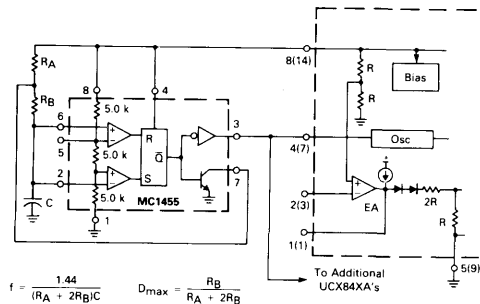 RA
RB
8
4
8(14)
R
R
Bias
6
5
2
5.0 k
5.0 k
5.0 k
R
Q̅
S
3
7
4(7)
Osc
MC1455
C
1
2(3)
+
−
EA
2R
R
1(1)
5(9)
To Additional
UCX84XA's
f = 1.44 / (RA + 2RB)C
Dmax = RB / RA + 2RB